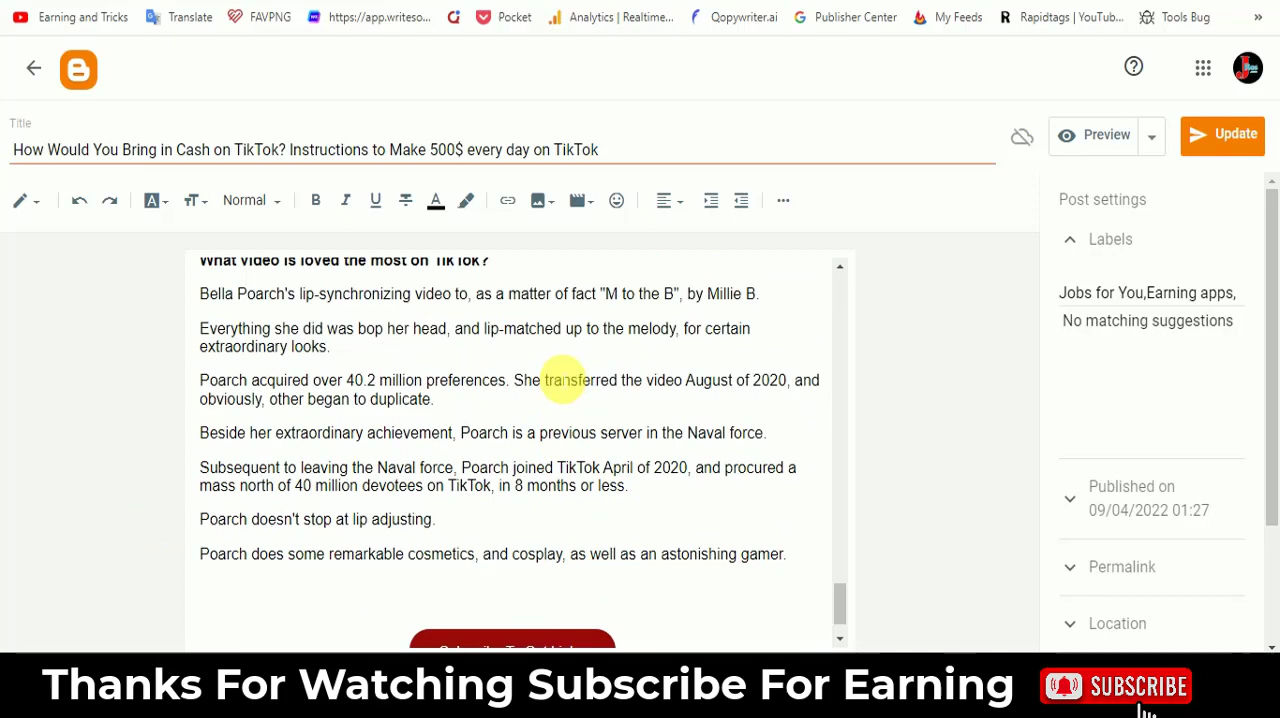 Earning and Tricks Translate FAVPNG https://app.writeso... Pocket Analytics | Realtime... Qopywriter.ai Publisher Center My Feeds Rapidtags | YouTub... Tools Bug »
Title
How Would You Bring in Cash on TikTok? Instructions to Make 500$ every day on TikTok
Preview
Update
Normal
Post settings
Labels
Jobs for You,Earning apps,
No matching suggestions
Published on
09/04/2022 01:27
Permalink
Location
What video is loved the most on TikTok?
Bella Poarch's lip-synchronizing video to, as a matter of fact "M to the B", by Millie B.
Everything she did was bop her head, and lip-matched up to the melody, for certain
extraordinary looks.
Poarch acquired over 40.2 million preferences. She transferred the video August of 2020, and
obviously, other began to duplicate.
Beside her extraordinary achievement, Poarch is a previous server in the Naval force.
Subsequent to leaving the Naval force, Poarch joined TikTok April of 2020, and procured a
mass north of 40 million devotees on TikTok, in 8 months or less.
Poarch doesn't stop at lip adjusting.
Poarch does some remarkable cosmetics, and cosplay, as well as an astonishing gamer.
Thanks For Watching Subscribe For Earning
SUBSCRIBE